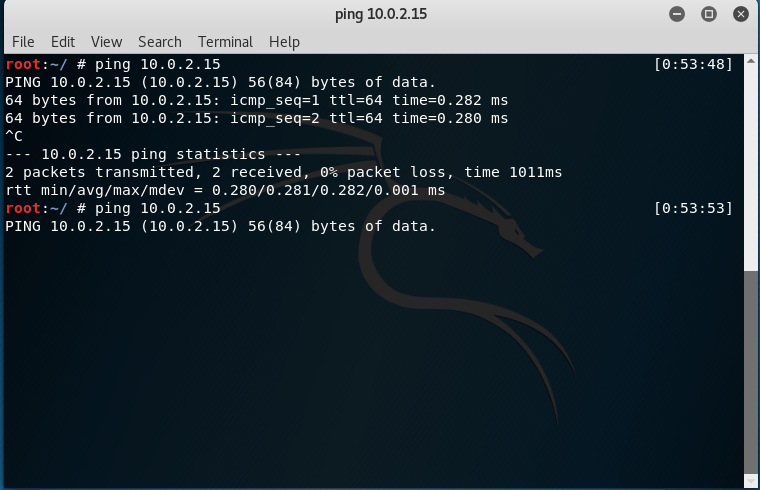 ping 10.0.2.15
File Edit View Search Terminal Help
root:~/ # ping 10.0.2.15 [0:53:48]
PING 10.0.2.15 (10.0.2.15) 56(84) bytes of data.
64 bytes from 10.0.2.15: icmp_seq=1 ttl=64 time=0.282 ms
64 bytes from 10.0.2.15: icmp_seq=2 ttl=64 time=0.280 ms
^C
--- 10.0.2.15 ping statistics ---
2 packets transmitted, 2 received, 0% packet loss, time 1011ms
rtt min/avg/max/mdev = 0.280/0.281/0.282/0.001 ms
root:~/ # ping 10.0.2.15 [0:53:53]
PING 10.0.2.15 (10.0.2.15) 56(84) bytes of data.